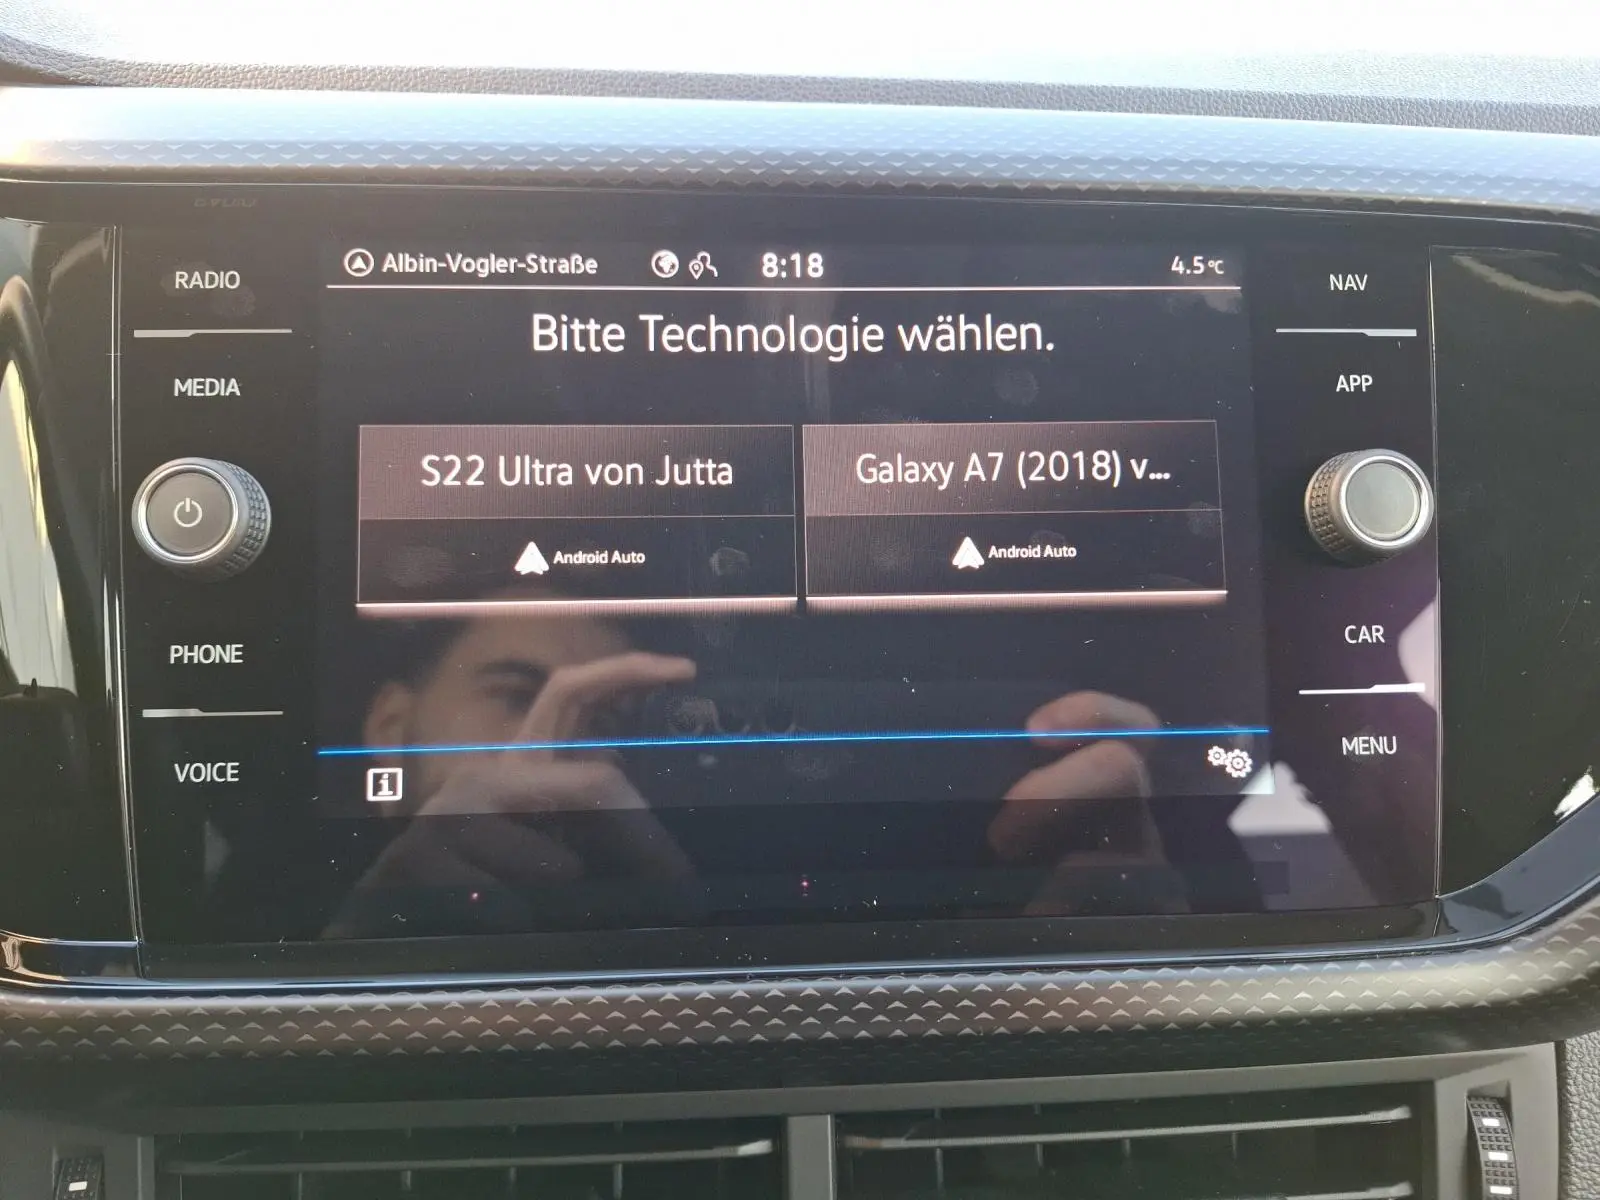 Albin-Vogler-Straße 8:18 4.5°C
RADIO
NAV
Bitte Technologie wählen.
MEDIA
APP
S22 Ultra von Jutta
Galaxy A7 (2018) v...
Android Auto
Android Auto
PHONE
CAR
VOICE
MENU
i